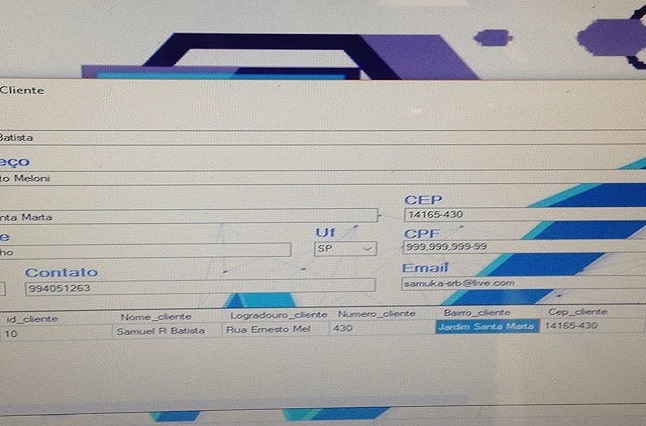 Cliente
Batista
eço
to Meloni
CEP
nta Marta
14165-430
e
Uf
CPF
ho
SP
999,999,999-99
Contato
Email
994051263
samuka-srb@live.com
id_cliente Nome_cliente Logradouro_cliente Numero_cliente Bairro_cliente Cep_cliente
10 Samuel R Batista Rua Ernesto Mel 430 Jardim Santa Marta 14165-430